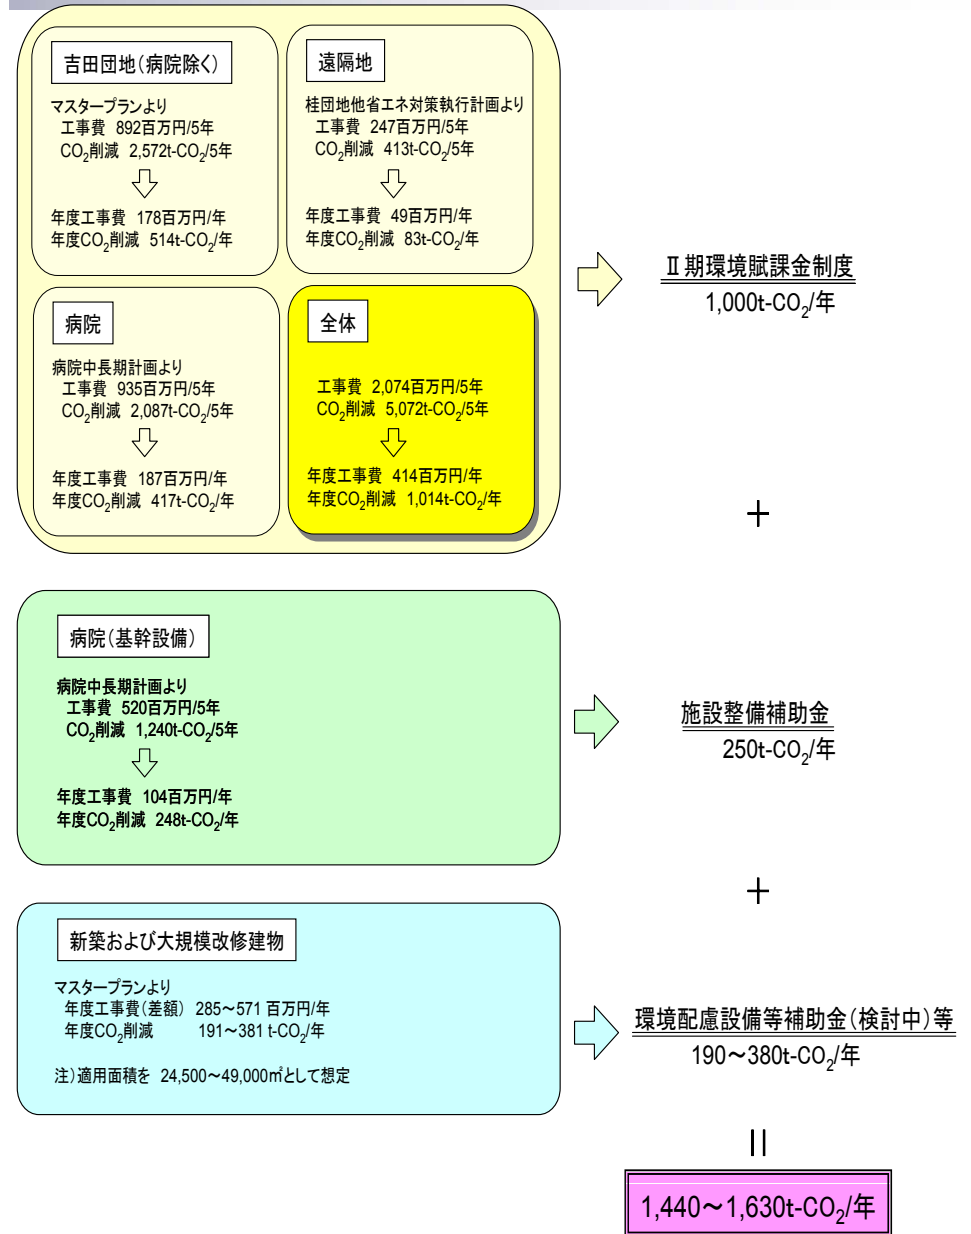 吉田団地(病院除く)
マスタープランより
工事費 892百万円/5年
CO₂削減 2,572t-CO₂/5年
年度工事費 178百万円/年
年度CO₂削減 514t-CO₂/年
遠隔地
桂団地他省エネ対策執行計画より
工事費 247百万円/5年
CO₂削減 413t-CO₂/5年
年度工事費 49百万円/年
年度CO₂削減 83t-CO₂/年
病院
病院中長期計画より
工事費 935百万円/5年
CO₂削減 2,087t-CO₂/5年
年度工事費 187百万円/年
年度CO₂削減 417t-CO₂/年
全体
工事費 2,074百万円/5年
CO₂削減 5,072t-CO₂/5年
年度工事費 414百万円/年
年度CO₂削減 1,014t-CO₂/年
Ⅱ期環境賦課金制度
1,000t-CO₂/年
＋
病院(基幹設備)
病院中長期計画より
工事費 520百万円/5年
CO₂削減 1,240t-CO₂/5年
年度工事費 104百万円/年
年度CO₂削減 248t-CO₂/年
施設整備補助金
250t-CO₂/年
＋
新築および大規模改修建物
マスタープランより
年度工事費(差額) 285～571 百万円/年
年度CO₂削減 191～381 t-CO₂/年
注)適用面積を 24,500～49,000㎡として想定
環境配慮設備等補助金(検討中)等
190～380t-CO₂/年
＝
1,440～1,630t-CO₂/年